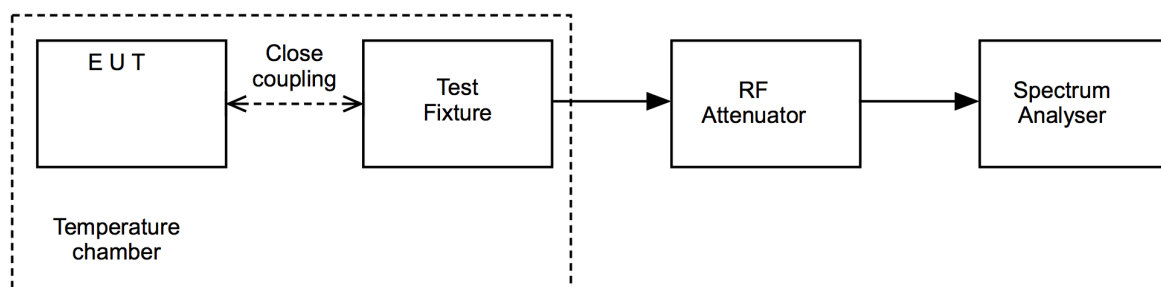 E U T
Close
coupling
Test
Fixture
RF
Attenuator
Spectrum
Analyser
Temperature
chamber